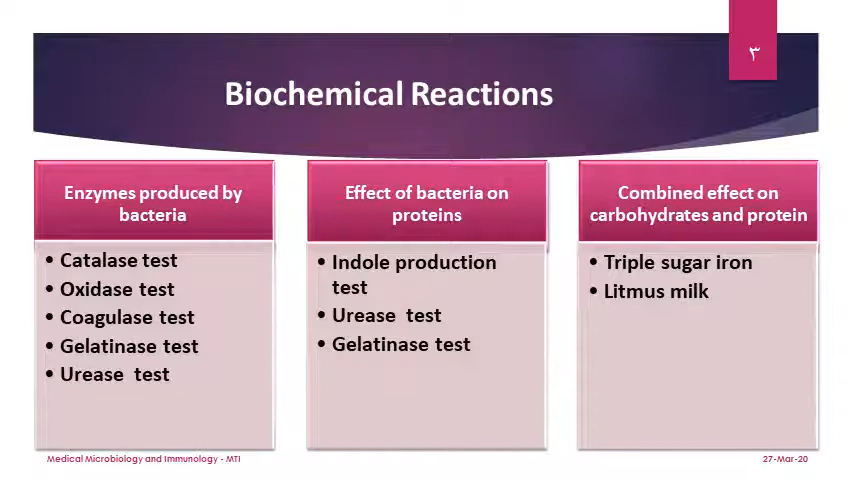 ٣
Biochemical Reactions
Enzymes produced by
bacteria
• Catalase test
• Oxidase test
• Coagulase test
• Gelatinase test
• Urease  test
Effect of bacteria on
proteins
• Indole production
test
• Urease  test
• Gelatinase test
Combined effect on
carbohydrates and protein
• Triple sugar iron
• Litmus milk
Medical Microbiology and Immunology - MTI
27-Mar-20